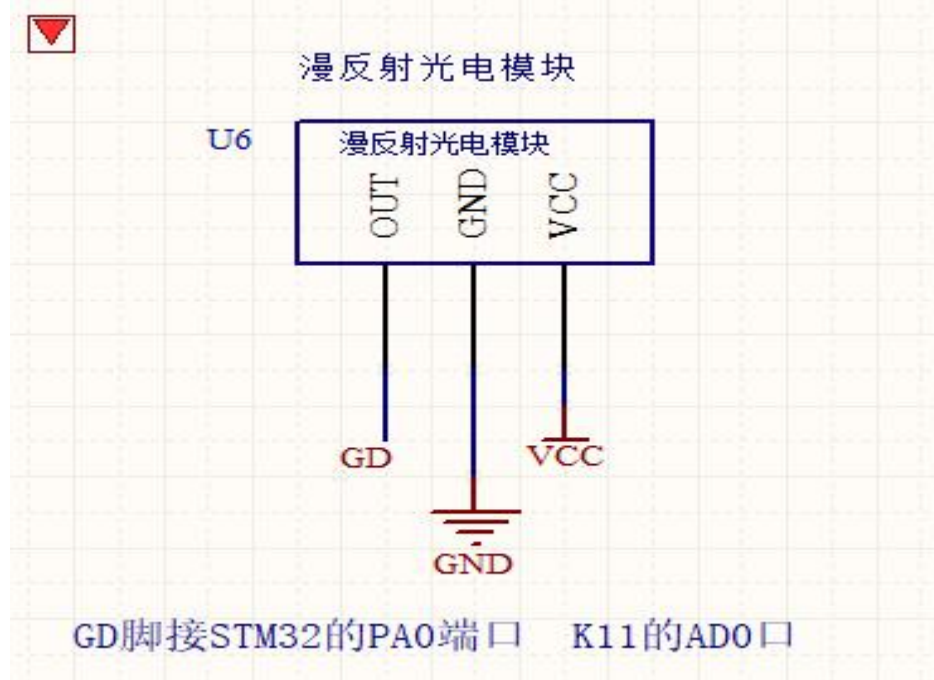 漫反射光电模块
U6
漫反射光电模块
OUT
GND
VCC
GD
VCC
GND
GD脚接STM32的PA0端口 K11的AD0口